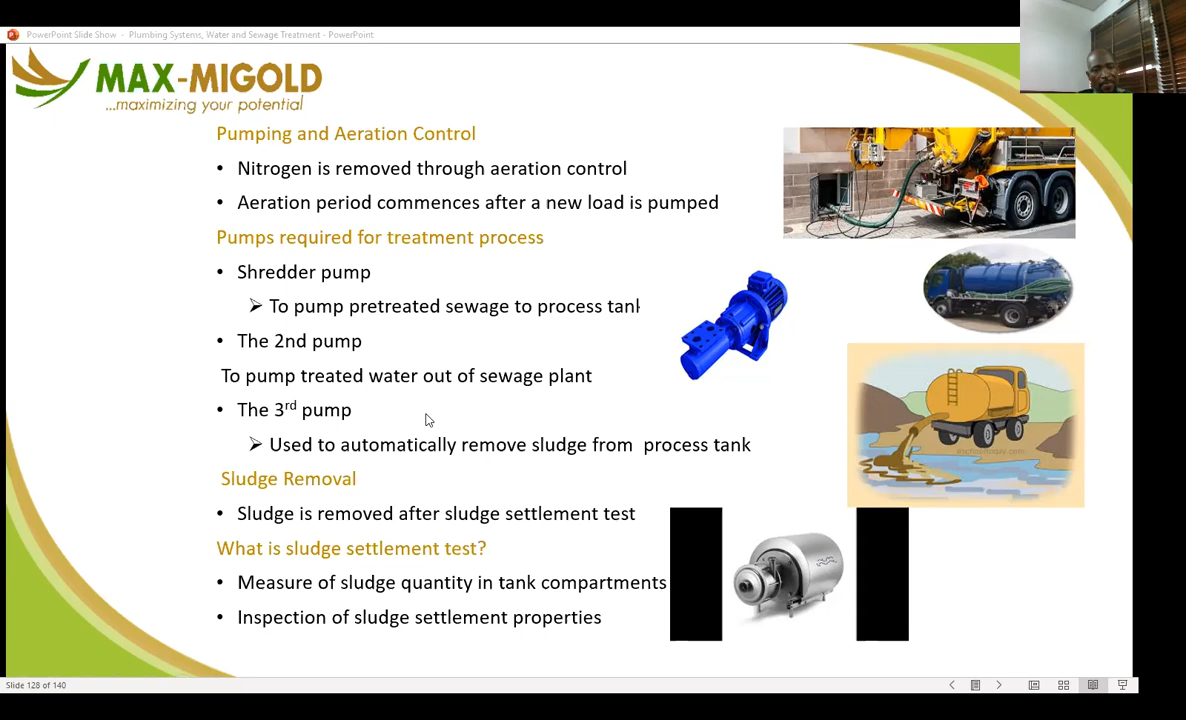 PowerPoint Slide Show - Plumbing Systems, Water and Sewage Treatment - PowerPoint
MAX-MIGOLD
...maximizing your potential
Pumping and Aeration Control
• Nitrogen is removed through aeration control
• Aeration period commences after a new load is pumped
Pumps required for treatment process
• Shredder pump
➢ To pump pretreated sewage to process tank
• The 2nd pump
To pump treated water out of sewage plant
• The 3rd pump
➢ Used to automatically remove sludge from process tank
Sludge Removal
• Sludge is removed after sludge settlement test
What is sludge settlement test?
• Measure of sludge quantity in tank compartments
• Inspection of sludge settlement properties
Slide 128 of 140